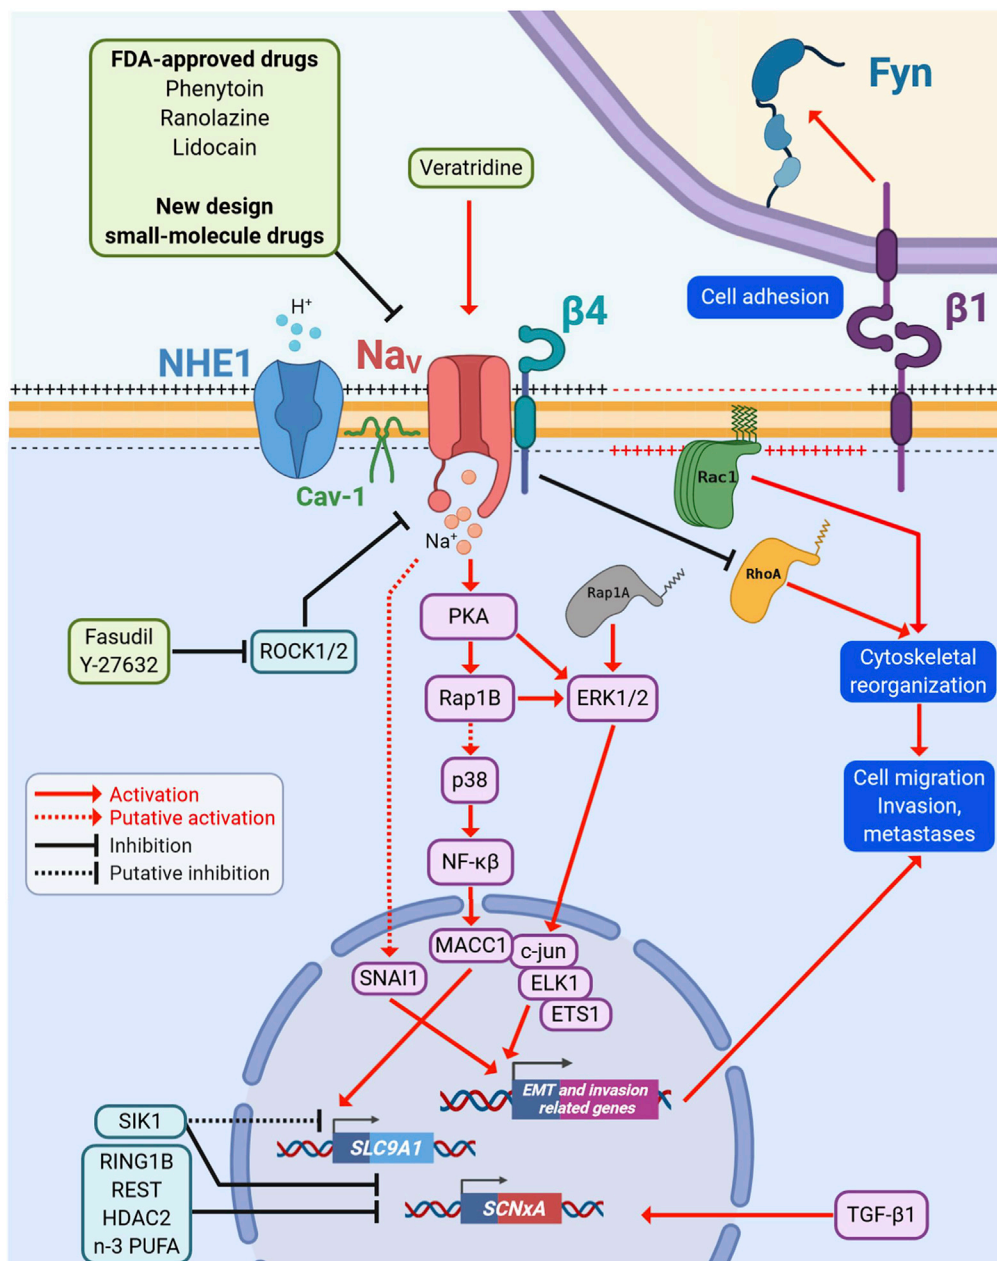 FDA-approved drugs
Phenytoin
Ranolazine
Lidocain
New design
small-molecule drugs
Veratridine
Fyn
Cell adhesion
β1
β4
H⁺
NHE1
Naᵥ
++++++++++++++++++++++++++++++++
Cav-1
Na⁺
Rac1
RhoA
Rap1A
Fasudil
Y-27632
ROCK1/2
PKA
Rap1B
ERK1/2
Cytoskeletal
reorganization
p38
Cell migration
Invasion,
metastases
Activation
Putative activation
Inhibition
Putative inhibition
NF-κβ
MACC1
c-jun
SNAI1
ELK1
ETS1
EMT and invasion
related genes
SIK1
SLC9A1
RING1B
REST
HDAC2
n-3 PUFA
SCNxA
TGF-β1